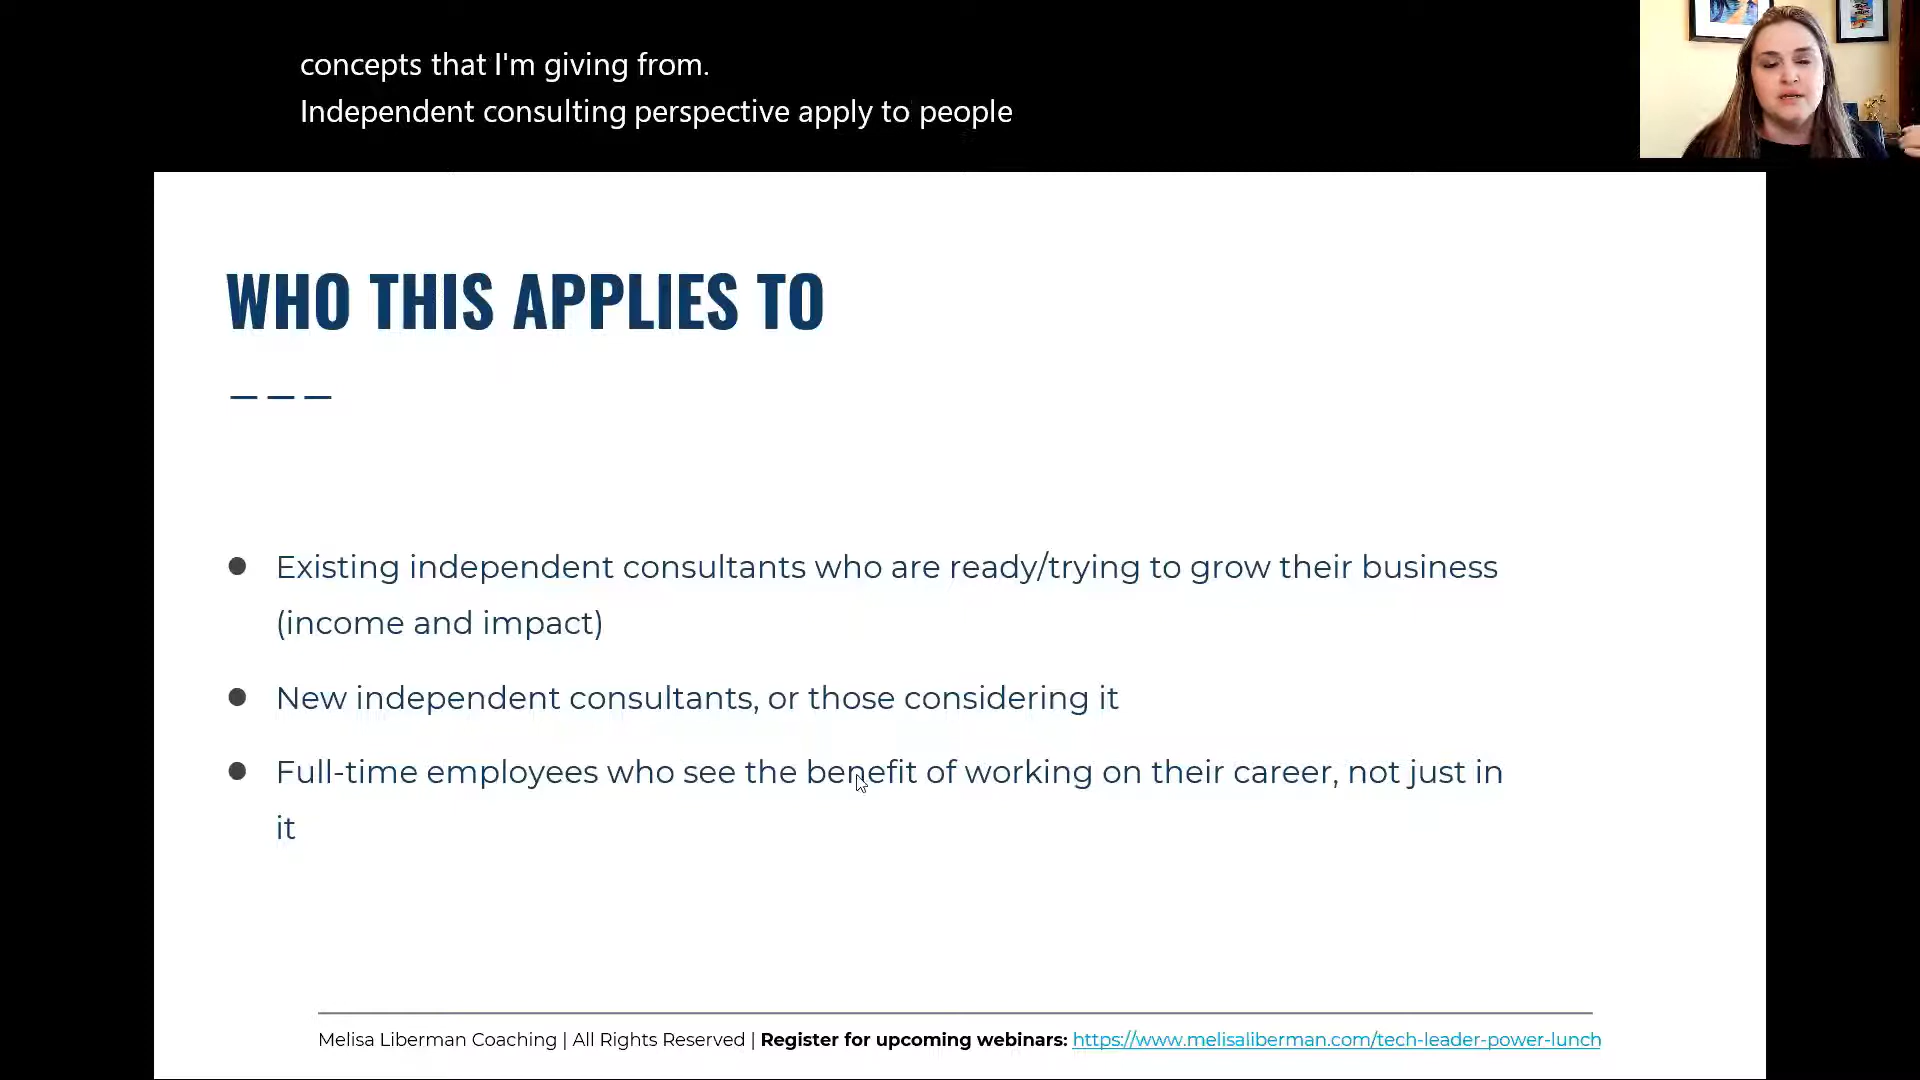 concepts that I'm giving from.
Independent consulting perspective apply to people
WHO THIS APPLIES TO
● Existing independent consultants who are ready/trying to grow their business
(income and impact)
● New independent consultants, or those considering it
● Full-time employees who see the benefit of working on their career, not just in
it
Melisa Liberman Coaching | All Rights Reserved | Register for upcoming webinars: https://www.melisaliberman.com/tech-leader-power-lunch